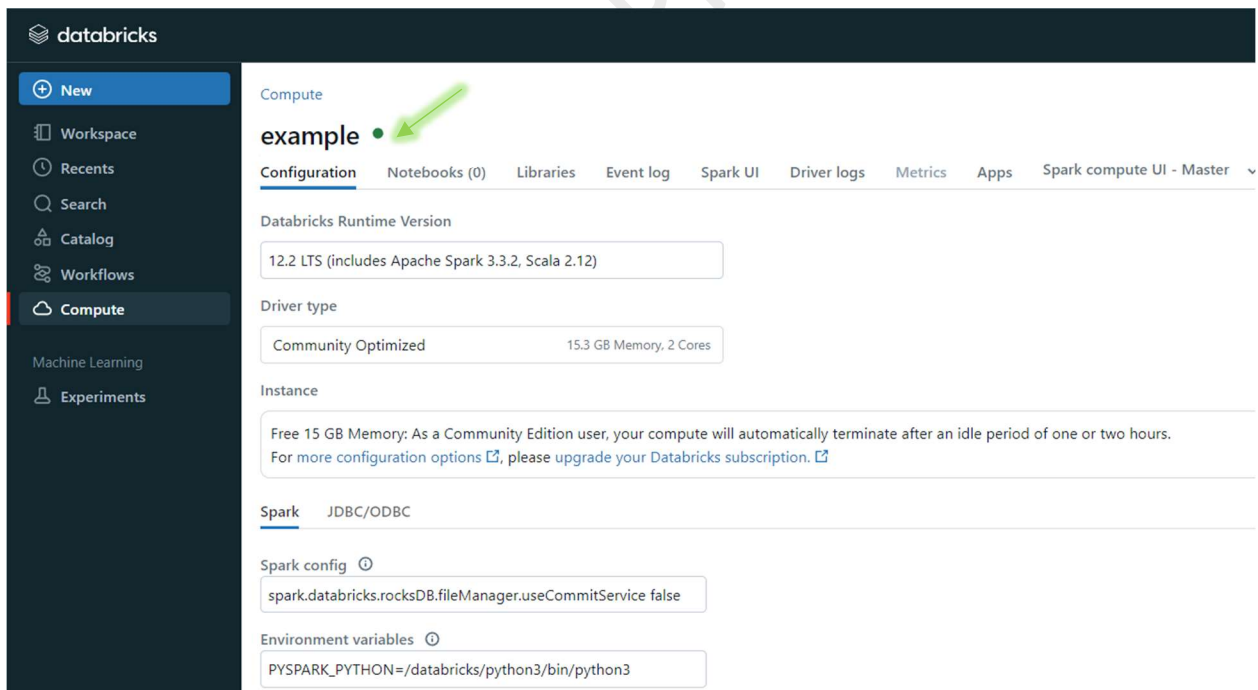 databricks
New
Workspace
Recents
Search
Catalog
Workflows
Compute
Machine Learning
Experiments
Compute
example
Configuration Notebooks (0) Libraries Event log Spark UI Driver logs Metrics Apps Spark compute UI - Master
Databricks Runtime Version
12.2 LTS (includes Apache Spark 3.3.2, Scala 2.12)
Driver type
Community Optimized 15.3 GB Memory, 2 Cores
Instance
Free 15 GB Memory: As a Community Edition user, your compute will automatically terminate after an idle period of one or two hours.
For more configuration options, please upgrade your Databricks subscription.
Spark JDBC/ODBC
Spark config
spark.databricks.rocksDB.fileManager.useCommitService false
Environment variables
PYSPARK_PYTHON=/databricks/python3/bin/python3